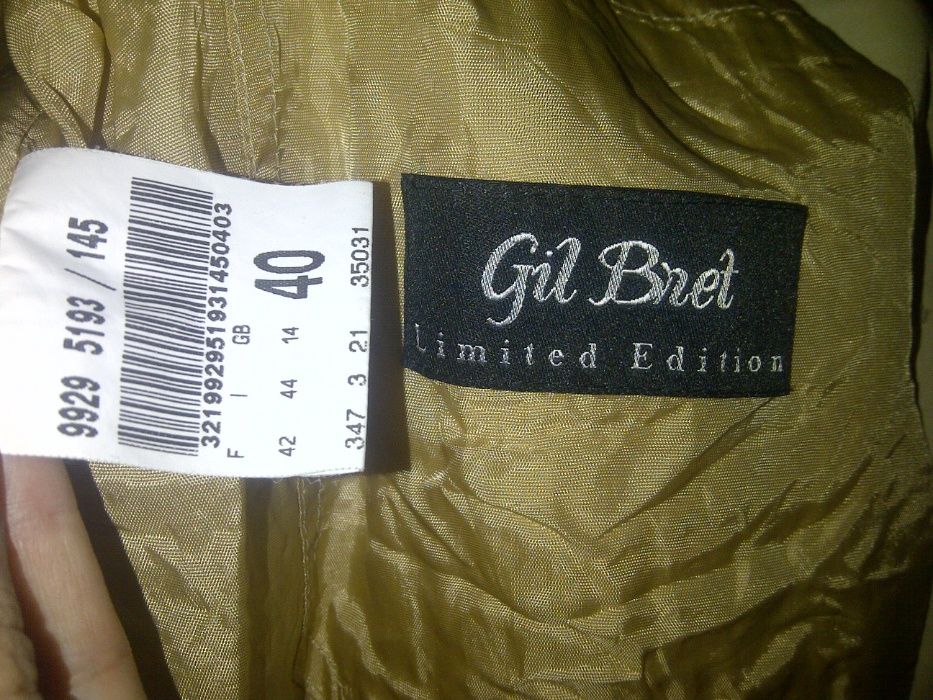 9929 5193 / 145
3219929519314504 03
40
F I GB
42 44 14
347 3 21 35031
Gil Bret
Limited Edition